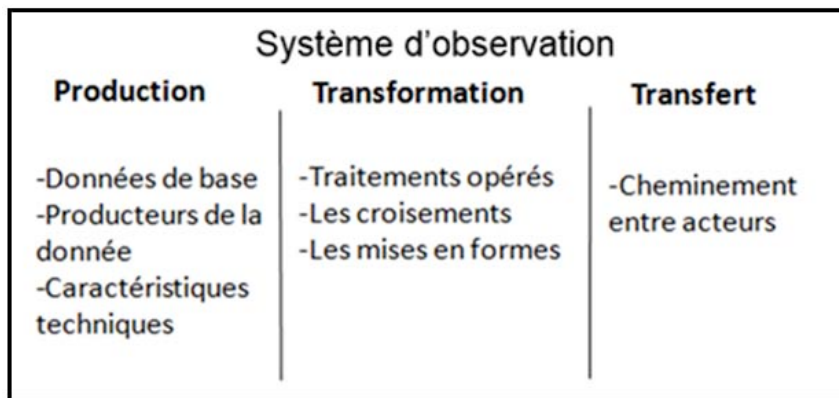 Système d'observation
Production
-Données de base
-Producteurs de la
donnée
-Caractéristiques
techniques
Transformation
-Traitements opérés
-Les croisements
-Les mises en formes
Transfert
-Cheminement
entre acteurs